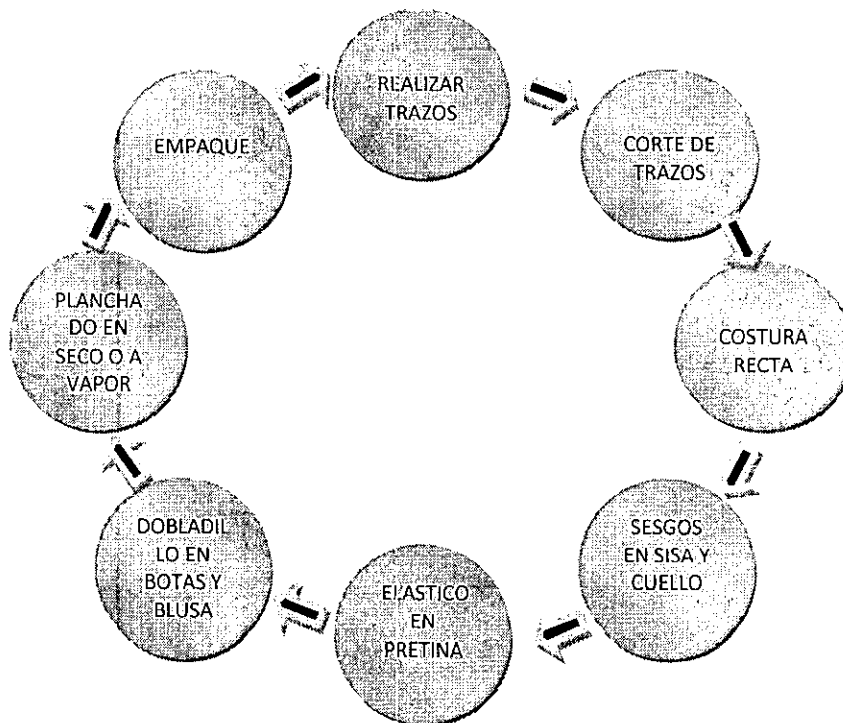 REALIZAR
TRAZOS
CORTE DE
TRAZOS
COSTURA
RECTA
SESGOS
EN SISA Y
CUELLO
ELASTICO
EN
PRETINA
DOBLADIL
LO EN
BOTAS Y
BLUSA
PLANCHA
DO EN
SECO O A
VAPOR
EMPAQUE